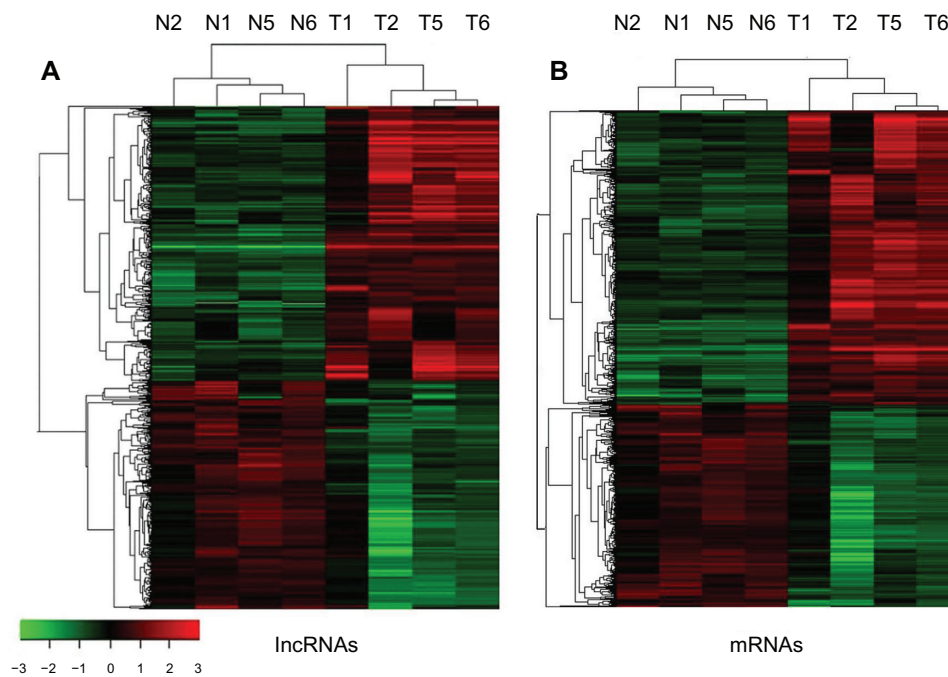 N2 N1 N5 N6 T1 T2 T5 T6
N2 N1 N5 N6 T1 T2 T5 T6
A
B
−3 −2 −1 0 1 2 3
lncRNAs
mRNAs